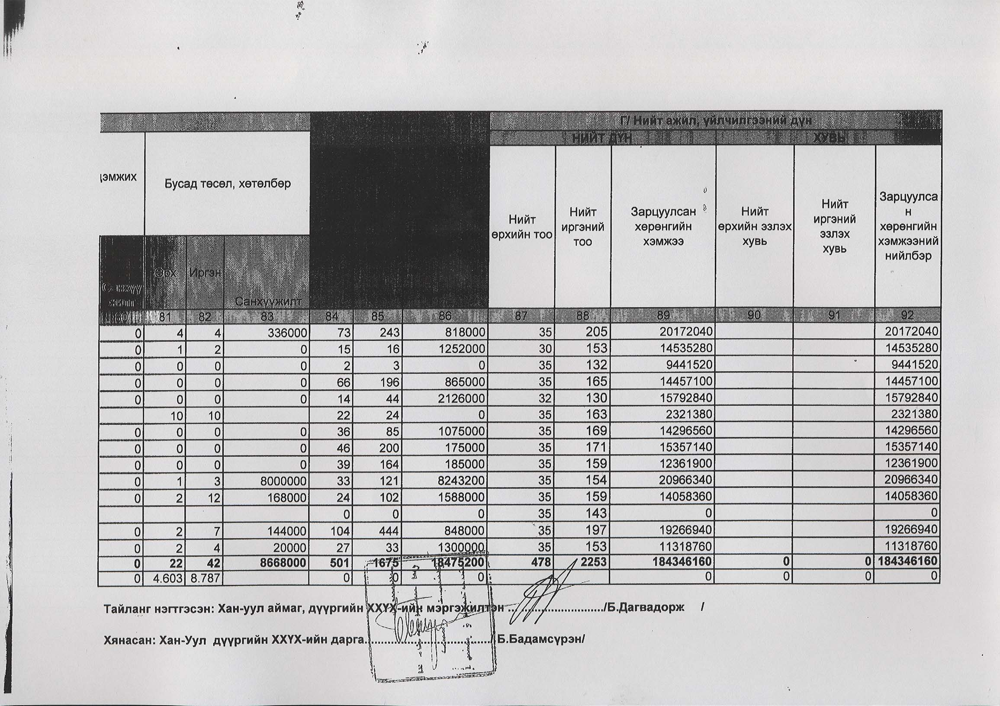 Г/ Нийт ажил, үйлчилгээний дүн
НИЙТ ДҮН ХУВЬ
Бусад төсөл, хөтөлбөр
Нийт өрхийн тоо
Нийт иргэний тоо
Зарцуулсан хөрөнгийн хэмжээ
Нийт өрхийн эзлэх хувь
Нийт иргэний эзлэх хувь
Зарцуулса н хөрөнгийн хэмжээний нийлбэр
Санхүү жилт Өрх Иргэн Санхүүжилт
80 81 82 83 84 85 86 87 88 89 90 91 92
0 4 4 336000 73 243 818000 35 205 20172040 20172040
0 1 2 0 15 16 1252000 30 153 14535280 14535280
0 0 0 0 2 3 0 35 132 9441520 9441520
0 0 0 0 66 196 865000 35 165 14457100 14457100
0 0 0 0 14 44 2126000 32 130 15792840 15792840
10 10 22 24 0 35 163 2321380 2321380
0 0 0 0 36 85 1075000 35 169 14296560 14296560
0 0 0 0 46 200 175000 35 171 15357140 15357140
0 0 0 0 39 164 185000 35 159 12361900 12361900
0 1 3 8000000 33 121 8243200 35 154 20966340 20966340
0 2 12 168000 24 102 1588000 35 159 14058360 14058360
0 0 0 35 143 0 0
0 2 7 144000 104 444 848000 35 197 19266940 19266940
0 2 4 20000 27 33 1300000 35 153 11318760 11318760
0 22 42 8668000 501 1675 18475200 478 2253 184346160 0 0 184346160
0 4.603 8.787 0 0 0 0 0 0 0
Тайланг нэгтгэсэн: Хан-уул аймаг, дүүргийн ХХҮХ-ийн мэргэжилтэн ... ........................../Б.Дагвадорж /
Хянасан: Хан-Уул дүүргийн ХХҮХ-ийн дарга....................................../ Б.Бадамсүрэн/